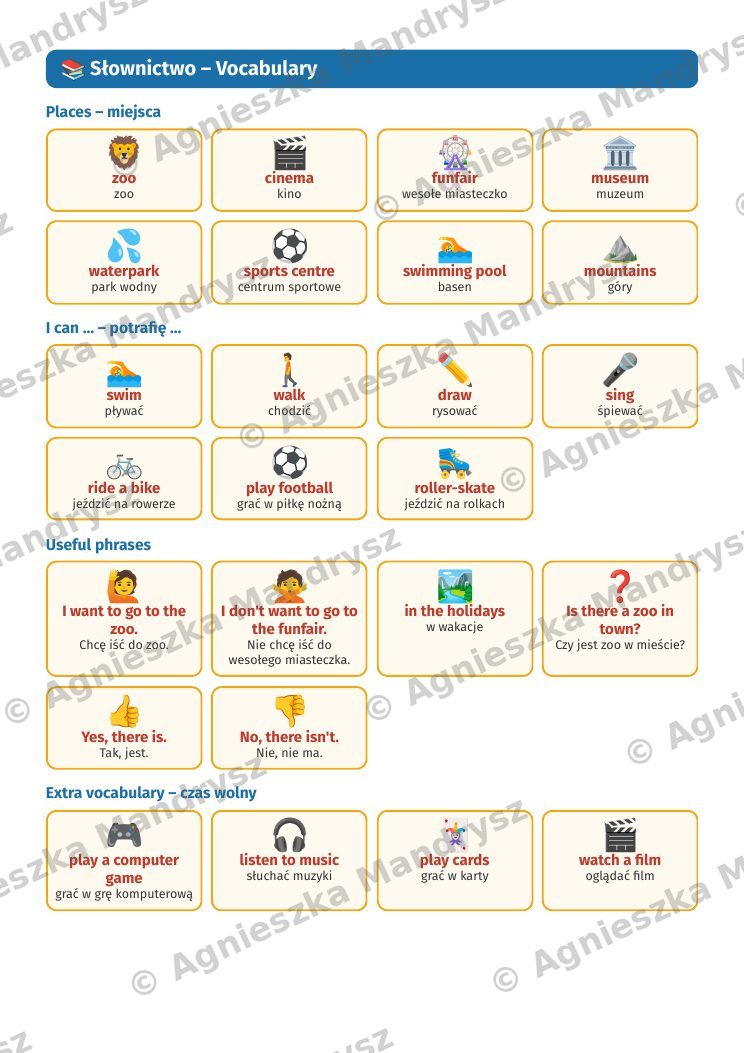 Słownictwo – Vocabulary
Places – miejsca
zoo
zoo
cinema
kino
funfair
wesołe miasteczko
museum
muzeum
waterpark
park wodny
sports centre
centrum sportowe
swimming pool
basen
mountains
góry
I can ... – potrafię ...
swim
pływać
walk
chodzić
draw
rysować
sing
śpiewać
ride a bike
jeździć na rowerze
play football
grać w piłkę nożną
roller-skate
jeździć na rolkach
Useful phrases
I want to go to the
zoo.
Chcę iść do zoo.
I don't want to go to
the funfair.
Nie chcę iść do
wesołego miasteczka.
in the holidays
w wakacje
Is there a zoo in
town?
Czy jest zoo w mieście?
Yes, there is.
Tak, jest.
No, there isn't.
Nie, nie ma.
Extra vocabulary – czas wolny
play a computer
game
grać w grę komputerową
listen to music
słuchać muzyki
play cards
grać w karty
watch a film
oglądać film
© Agnieszka Mandrysz